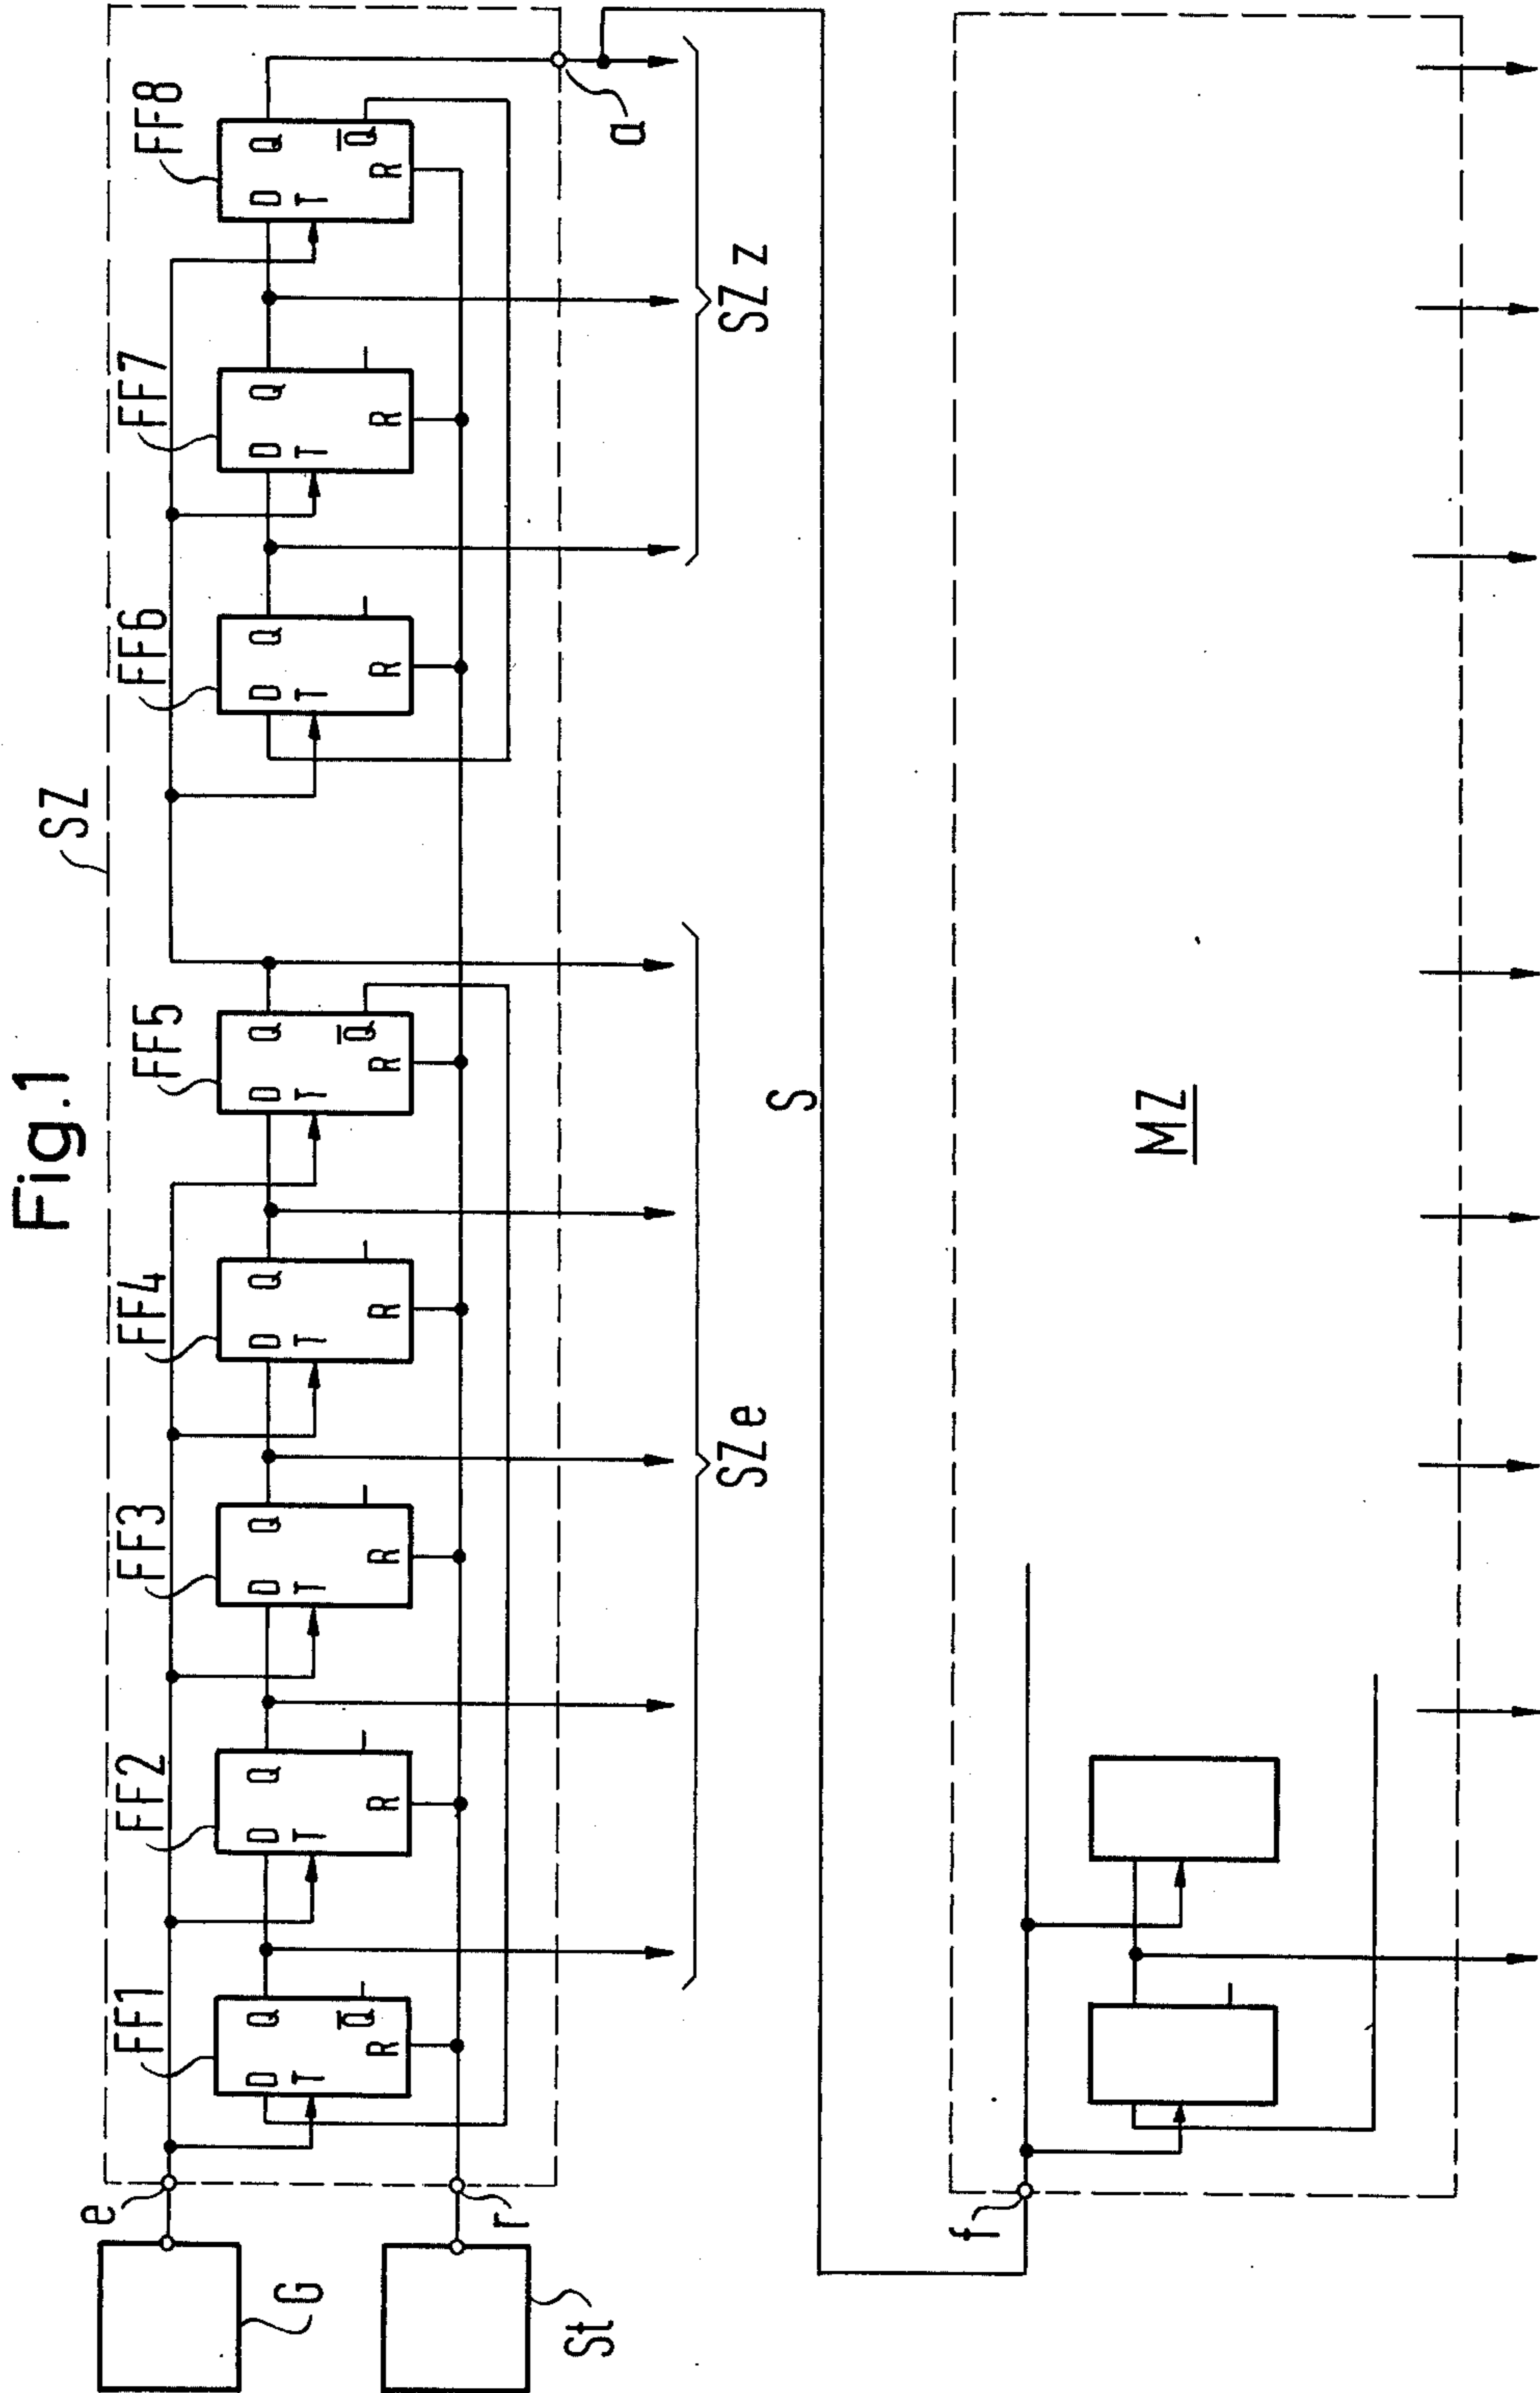 Fig.1
SZ
FF1
FF2
FF3
FF4
FF5
FF6
FF7
FF8
D Q
T
Q̅
R
D Q
T
R
D Q
T
R
D Q
T
R
D Q
T
Q̅
R
D Q
T
R
D Q
T
R
D Q
T
Q̅
R
e
r
a
G
St
SZe
SZz
S
f
MZ